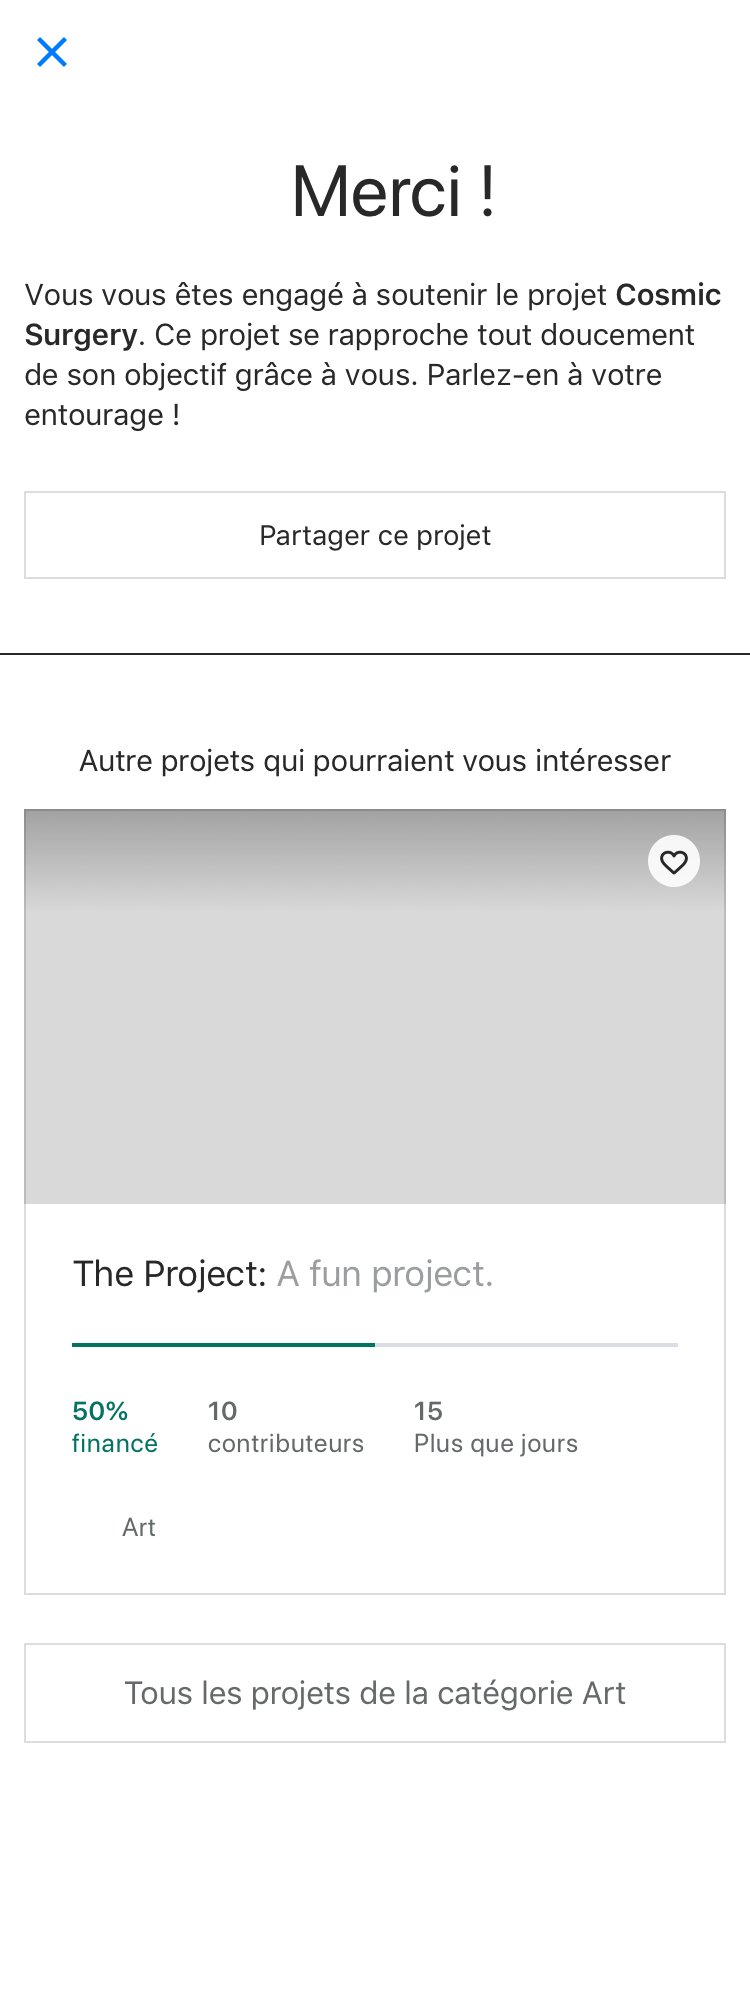 Merci !
Vous vous êtes engagé à soutenir le projet Cosmic
Surgery. Ce projet se rapproche tout doucement
de son objectif grâce à vous. Parlez-en à votre
entourage !
Partager ce projet
Autre projets qui pourraient vous intéresser
The Project: A fun project.
50%
financé
10
contributeurs
15
Plus que jours
Art
Tous les projets de la catégorie Art